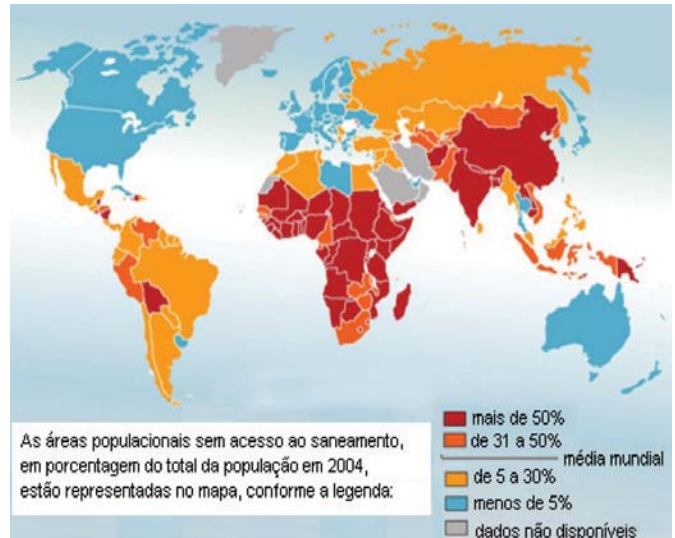 As áreas populacionais sem acesso ao saneamento,
em porcentagem do total da população em 2004,
estão representadas no mapa, conforme a legenda:
mais de 50%
de 31 a 50%
média mundial
de 5 a 30%
menos de 5%
dados não disponíveis